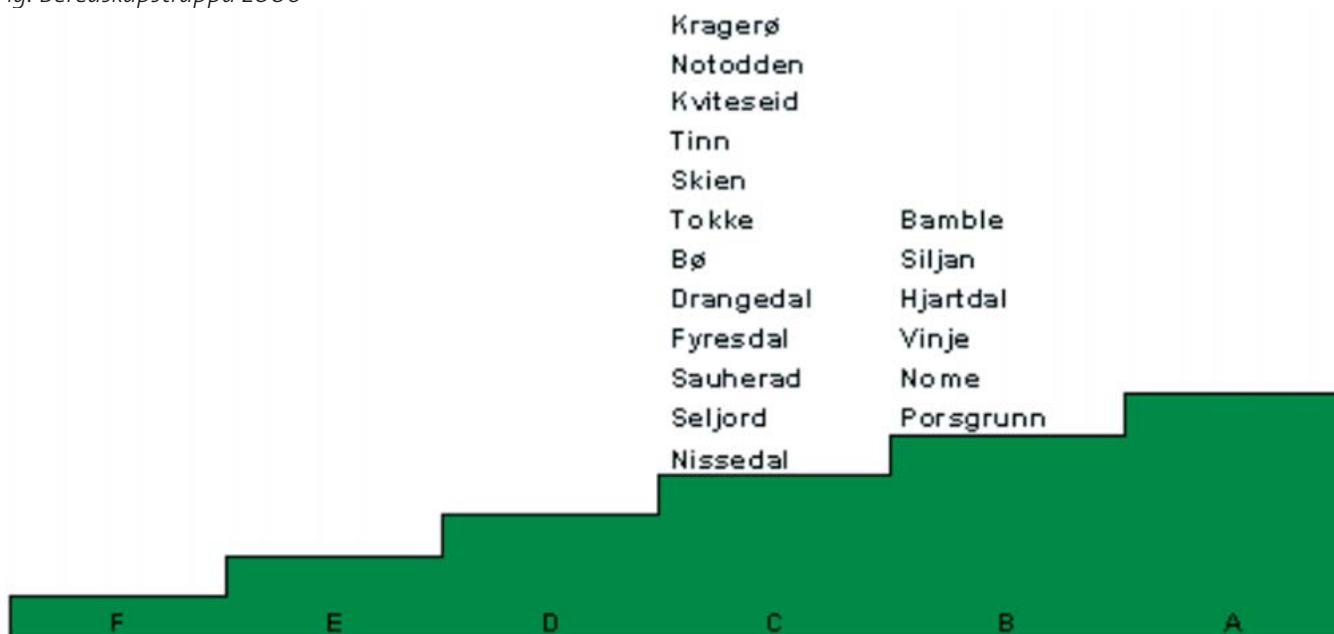 Kragerø
Notodden
Kviteseid
Tinn
Skien
Tokke
Bø
Drangedal
Fyresdal
Sauherad
Seljord
Nissedal
Bamble
Siljan
Hjartdal
Vinje
Nome
Porsgrunn
F E D C B A